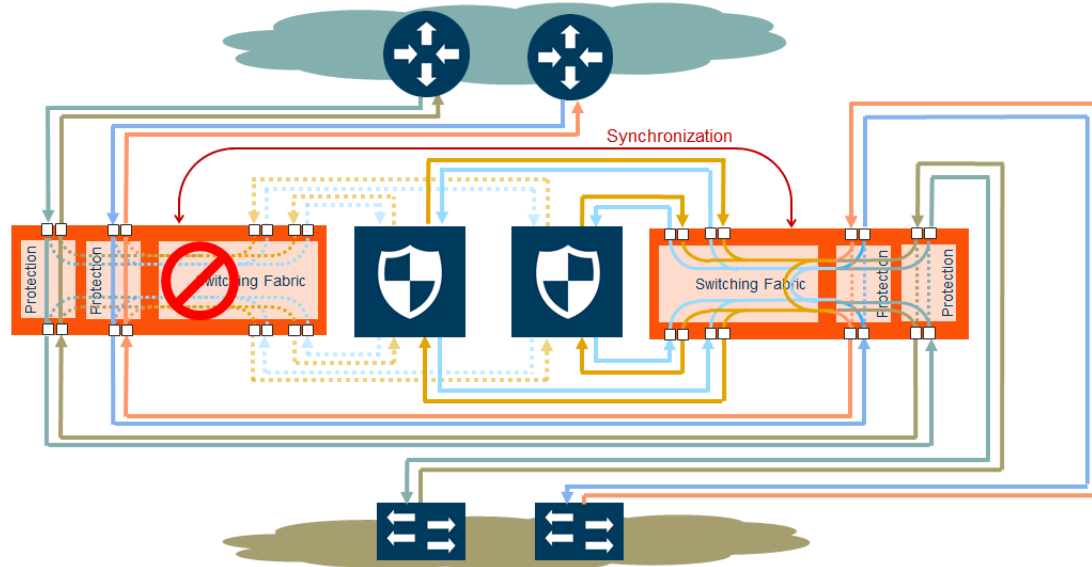 Synchronization
Protection
Protection
Switching Fabric
Switching Fabric
Protection
Protection